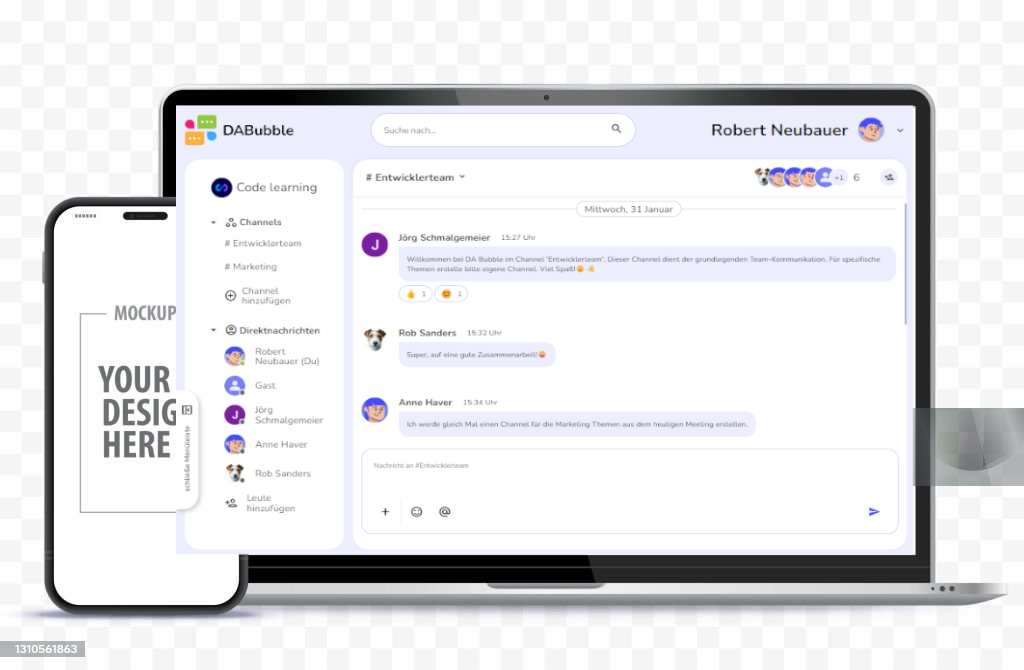 DABubble
Suche nach...
Robert Neubauer
Code learning
Channels
# Entwicklerteam
# Marketing
Channel
hinzufügen
Direktnachrichten
Robert
Neubauer (Du)
Gast
J
Jörg
Schmalgemeier
Anne Haver
Rob Sanders
Leute
hinzufügen
schließe Menüleiste
# Entwicklerteam
+1
6
Mittwoch, 31 Januar
J
Jörg Schmalgemeier 15:27 Uhr
Willkommen bei DA Bubble im Channel 'Entwicklerteam'. Dieser Channel dient der grundlegenden Team-Kommunikation. Für spezifische
Themen erstelle bitte eigene Channel. Viel Spaß!😀 👋
👍 1
😊 1
Rob Sanders 15:32 Uhr
Super, auf eine gute Zusammenarbeit!😀
Anne Haver 15:34 Uhr
Ich werde gleich Mal einen Channel für die Marketing Themen aus dem heutigen Meeting erstellen.
Nachricht an #Entwicklerteam
+
@
MOCKUP
YOUR
DESIG
HERE
1310561863